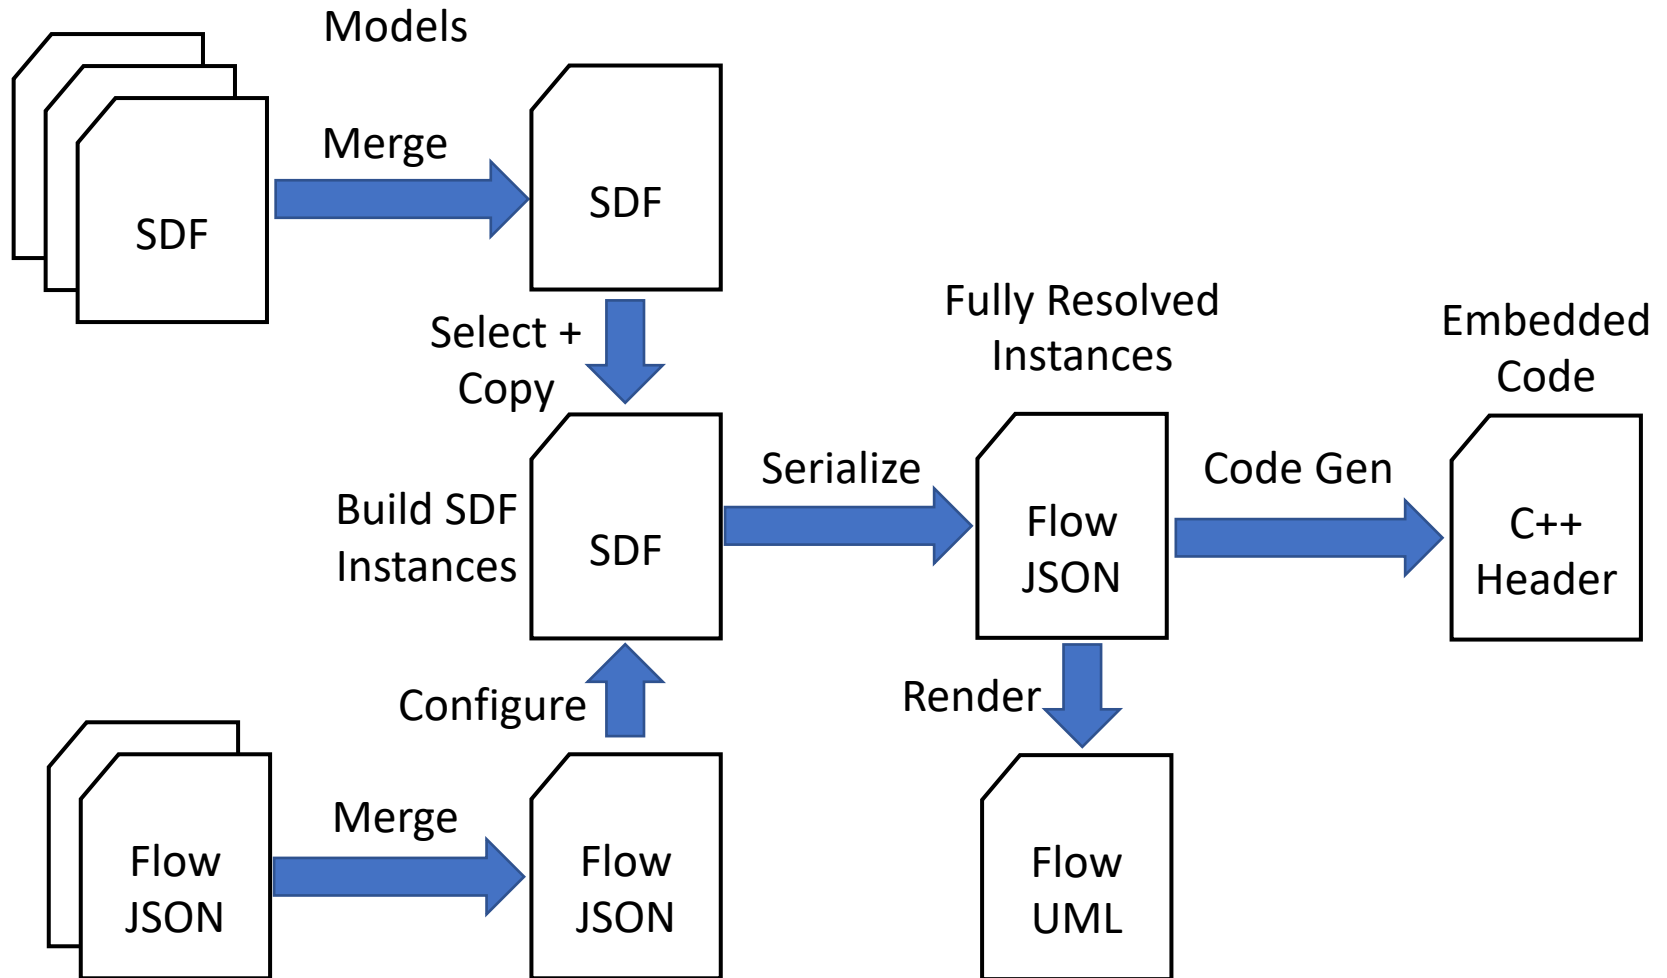 Models
Merge
SDF
SDF
Select +
Copy
Fully Resolved
Instances
Embedded
Code
Build SDF
Instances
SDF
Serialize
Flow
JSON
Code Gen
C++
Header
Configure
Render
Merge
Flow
JSON
Flow
JSON
Flow
UML